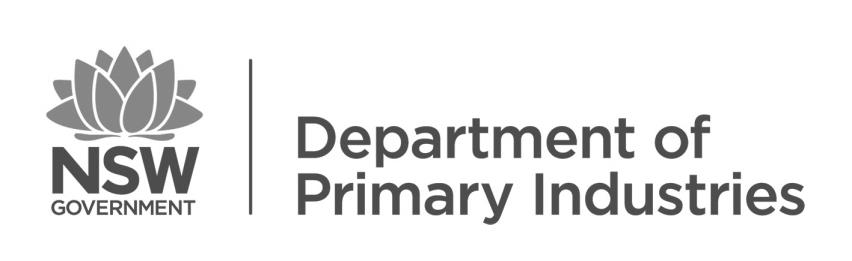 NSW
GOVERNMENT
Department of
Primary Industries